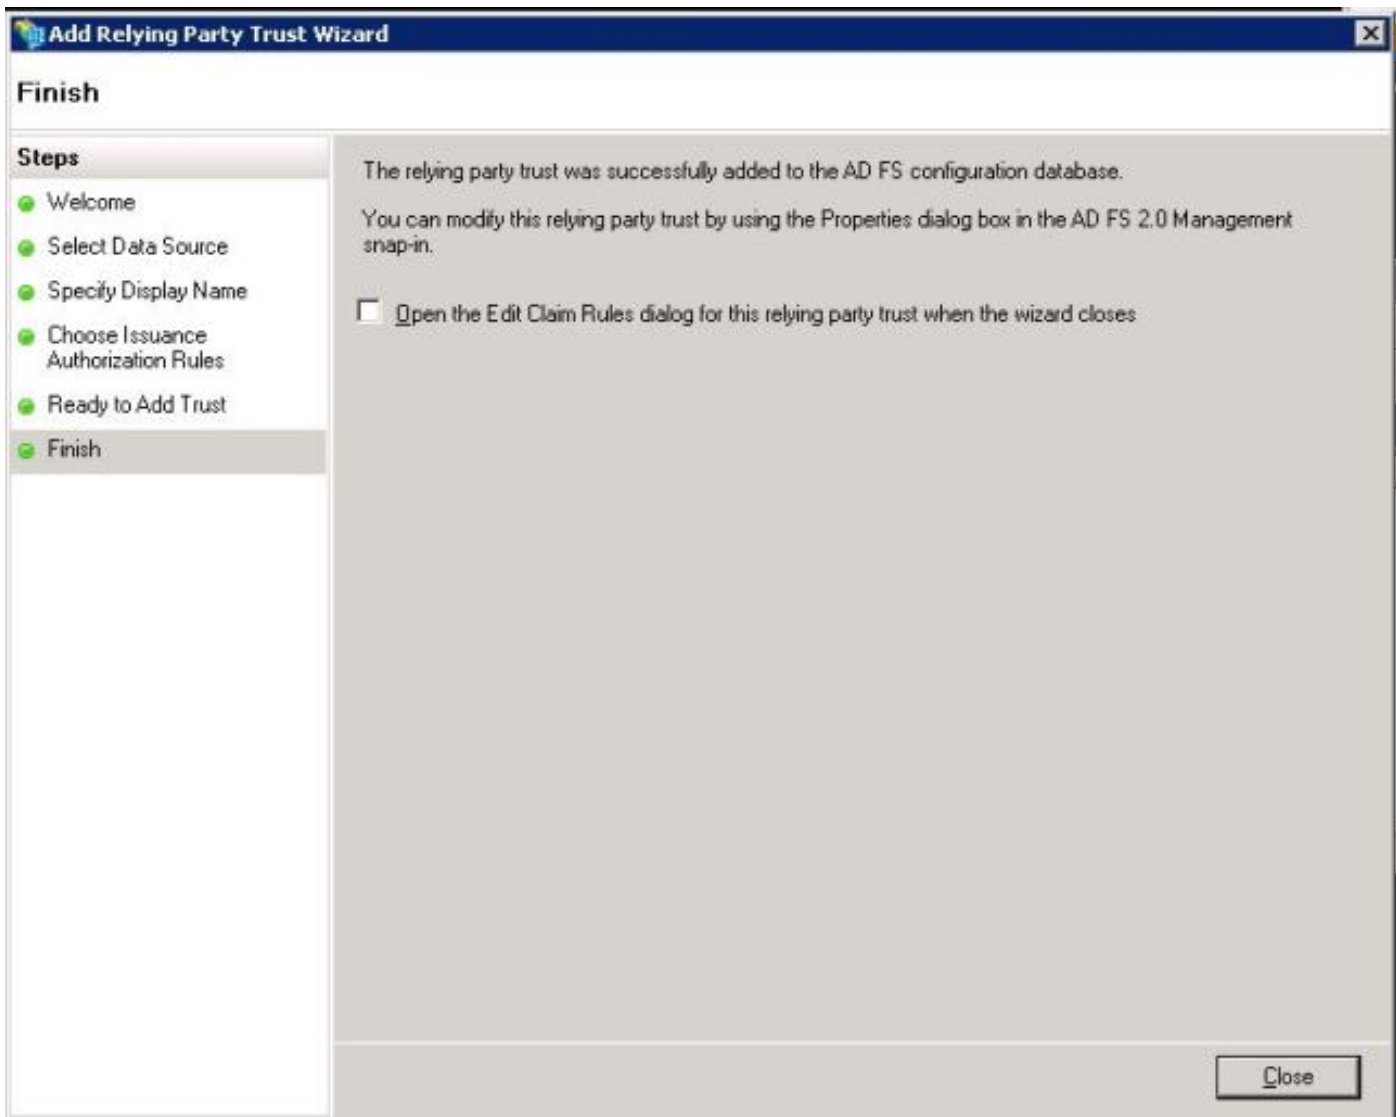 Add Relying Party Trust Wizard
Finish
Steps
Welcome
Select Data Source
Specify Display Name
Choose Issuance
Authorization Rules
Ready to Add Trust
Finish
The relying party trust was successfully added to the AD FS configuration database.
You can modify this relying party trust by using the Properties dialog box in the AD FS 2.0 Management
snap-in.
Open the Edit Claim Rules dialog for this relying party trust when the wizard closes
Close